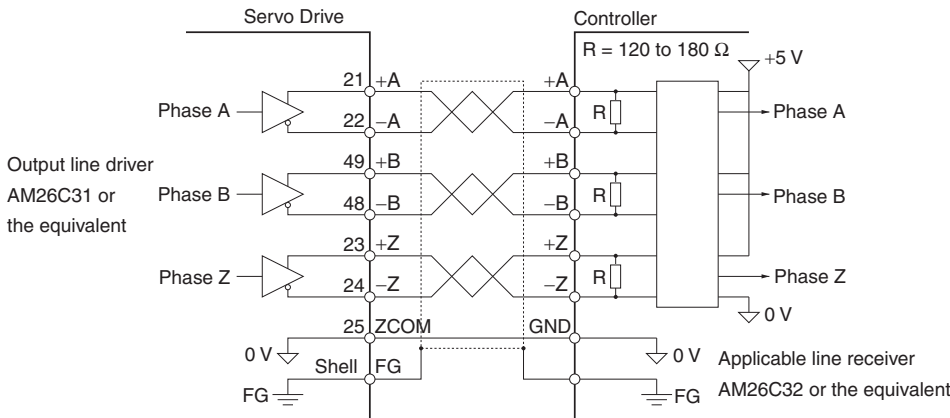 Servo Drive
Controller
R = 120 to 180 Ω
+5 V
21 +A
+A
Phase A
R
Phase A
22 −A
−A
49 +B
+B
Output line driver
AM26C31 or
the equivalent
Phase B
R
Phase B
48 −B
−B
23 +Z
+Z
Phase Z
R
Phase Z
24 −Z
−Z
0 V
25 ZCOM
GND
0 V
0 V
Shell FG
Applicable line receiver
AM26C32 or the equivalent
FG
FG